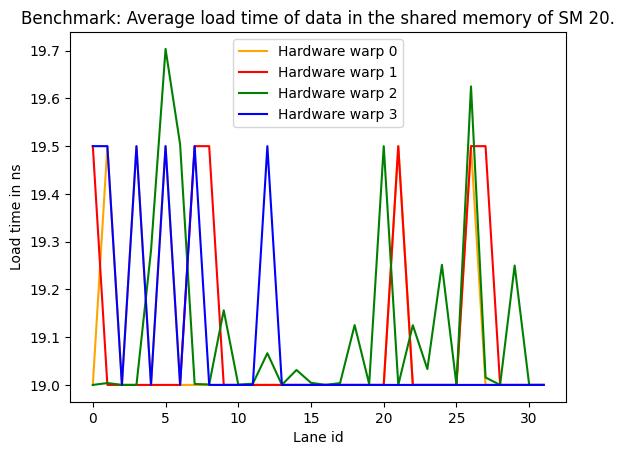 Benchmark: Average load time of data in the shared memory of SM 20.
Hardware warp 0
Hardware warp 1
Hardware warp 2
Hardware warp 3
Load time in ns
19.7
19.6
19.5
19.4
19.3
19.2
19.1
19.0
0 5 10 15 20 25 30
Lane id